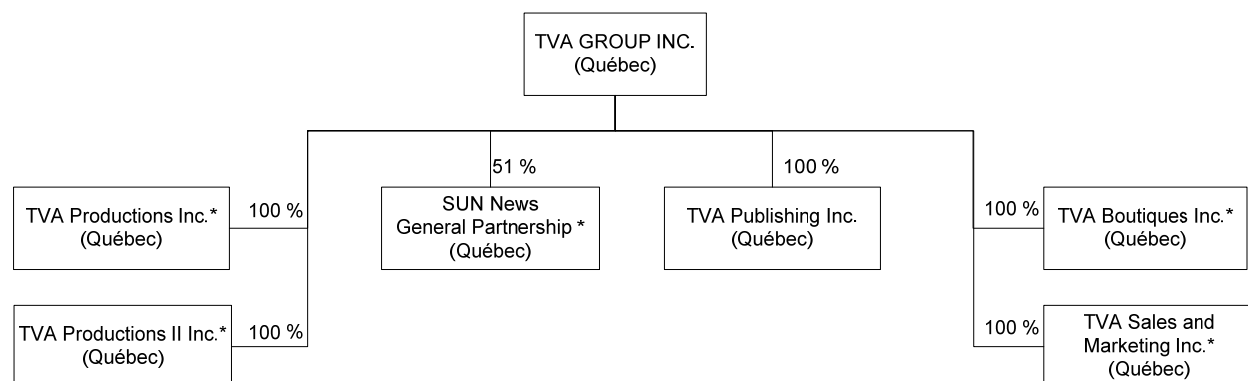 TVA GROUP INC.
(Québec)
51 %
100 %
TVA Productions Inc.*
(Québec)
100 %
SUN News
General Partnership *
(Québec)
TVA Publishing Inc.
(Québec)
100 %
TVA Boutiques Inc.*
(Québec)
TVA Productions II Inc.*
(Québec)
100 %
100 %
TVA Sales and
Marketing Inc.*
(Québec)